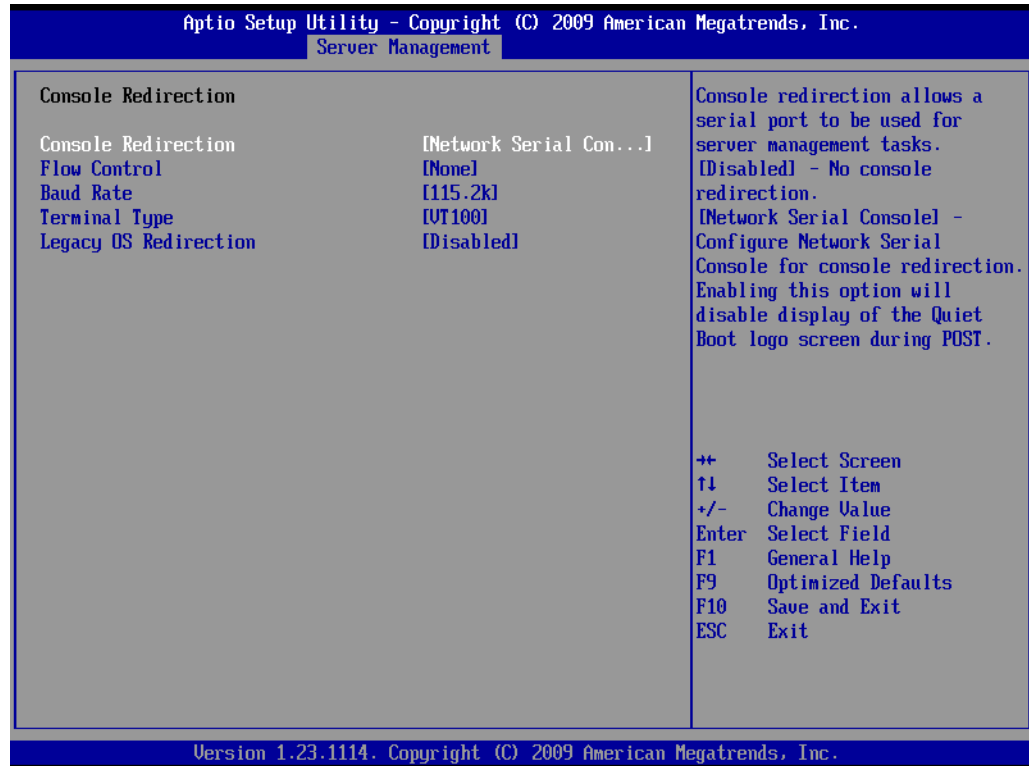 Aptio Setup Utility - Copyright (C) 2009 American Megatrends, Inc.
Server Management
Console Redirection
Console Redirection [Network Serial Con...]
Flow Control [None]
Baud Rate [115.2k]
Terminal Type [VT100]
Legacy OS Redirection [Disabled]
Console redirection allows a
serial port to be used for
server management tasks.
[Disabled] - No console
redirection.
[Network Serial Console] -
Configure Network Serial
Console for console redirection.
Enabling this option will
disable display of the Quiet
Boot logo screen during POST.
→← Select Screen
↑↓ Select Item
+/- Change Value
Enter Select Field
F1 General Help
F9 Optimized Defaults
F10 Save and Exit
ESC Exit
Version 1.23.1114. Copyright (C) 2009 American Megatrends, Inc.